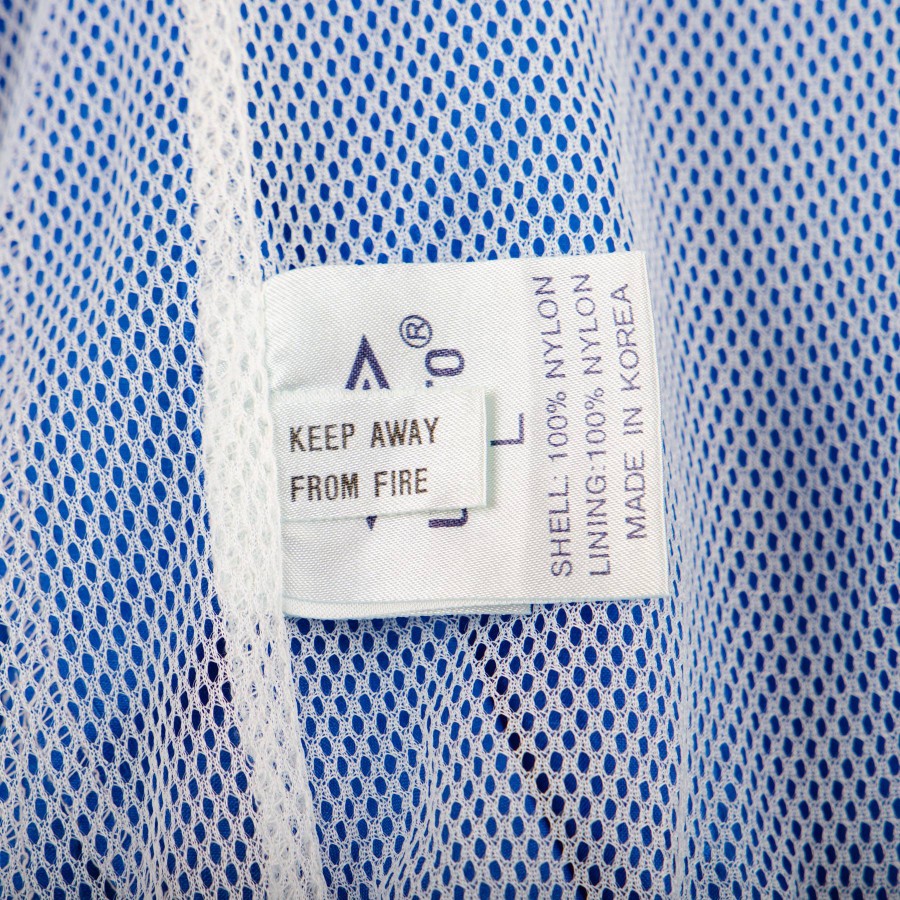 KEEP AWAY
FROM FIRE
®
L
SHELL: 100% NYLON
LINING:100% NYLON
MADE IN KOREA